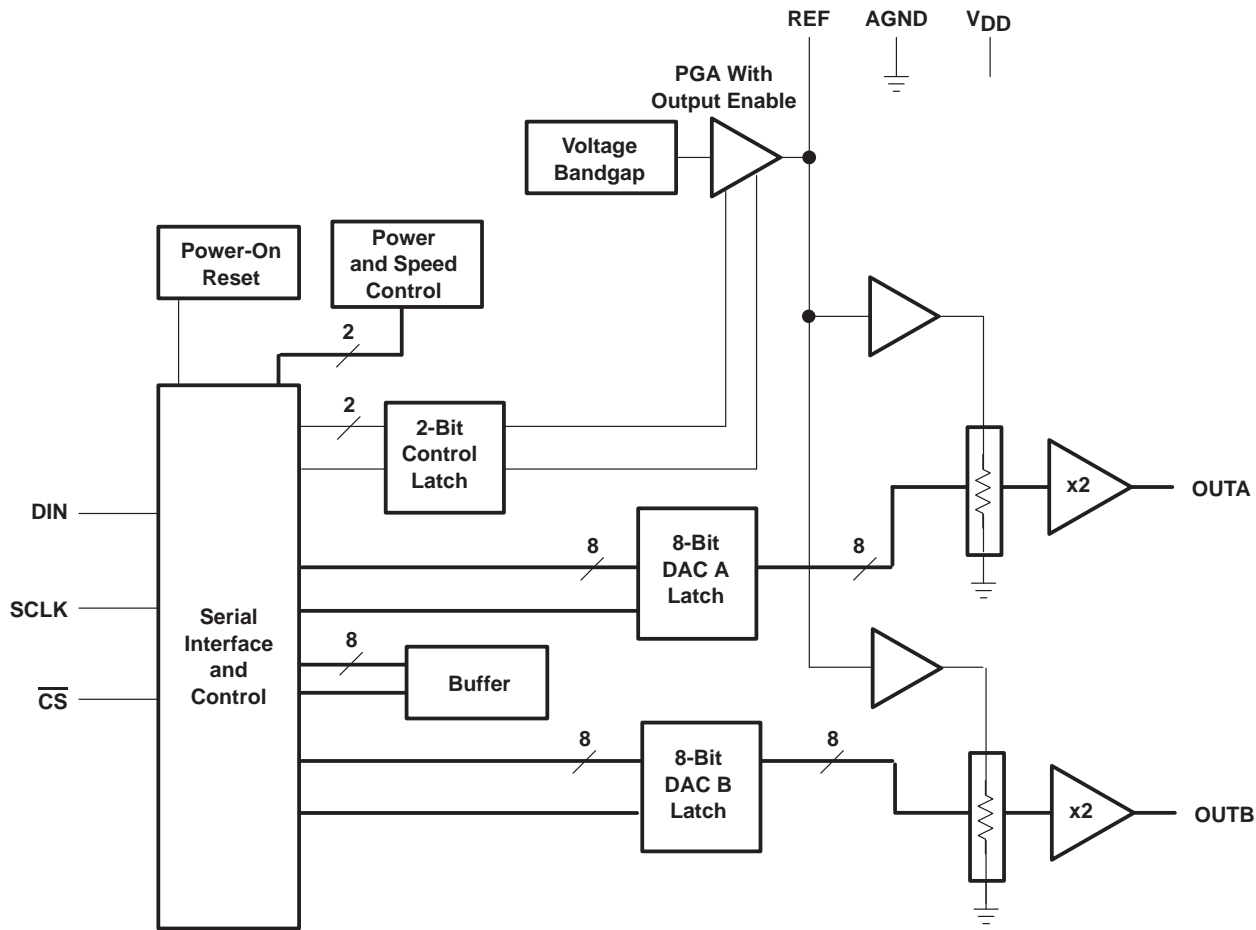 REF AGND VDD
PGA With
Output Enable
Voltage
Bandgap
Power-On
Reset
Power
and Speed
Control
2
2
2-Bit
Control
Latch
x2
OUTA
DIN
8
8-Bit
DAC A
Latch
8
SCLK
Serial
Interface
and
Control
8
Buffer
CS
8
8-Bit
DAC B
Latch
8
x2
OUTB